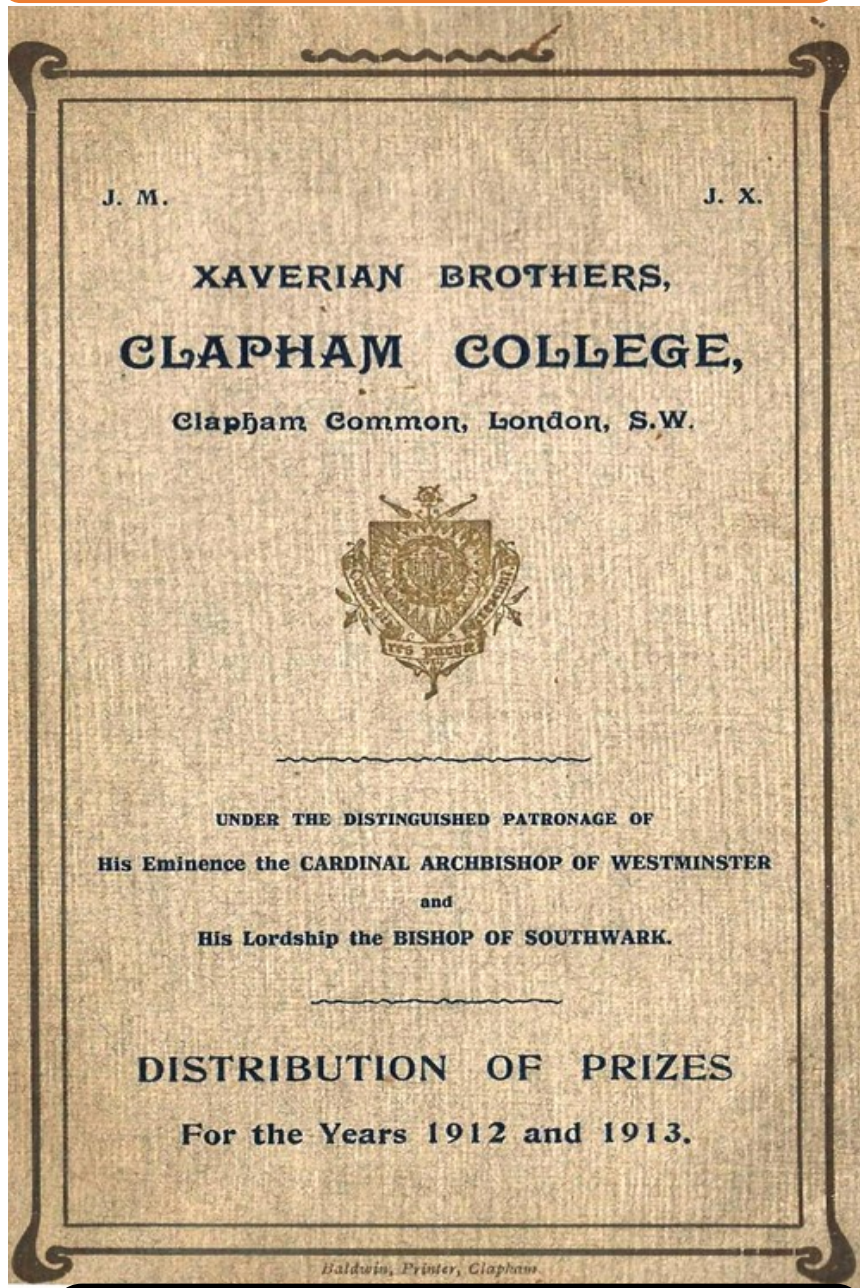 J. M. J. X.
XAVERIAN BROTHERS,
CLAPHAM COLLEGE,
Clapham Common, London, S.W.
res parvæ
UNDER THE DISTINGUISHED PATRONAGE OF
His Eminence the CARDINAL ARCHBISHOP OF WESTMINSTER
and
His Lordship the BISHOP OF SOUTHWARK.
DISTRIBUTION OF PRIZES
For the Years 1912 and 1913.
Baldwin, Printer, Clapham